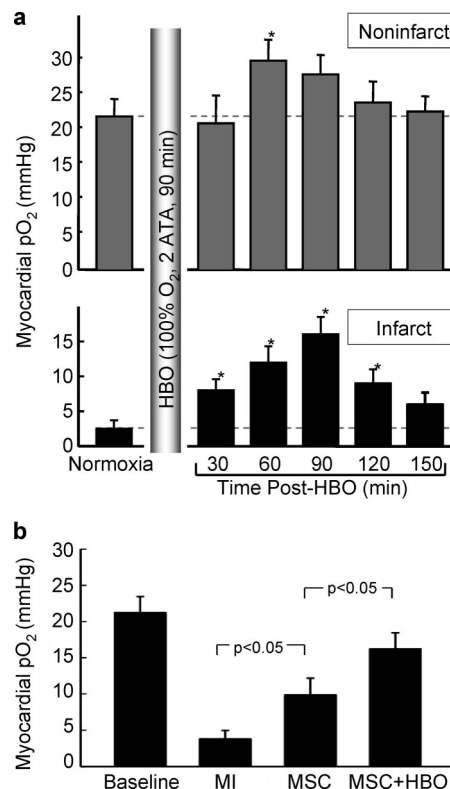 a
Noninfarct
Myocardial pO₂ (mmHg)
30
25
20
15
10
5
0
*
HBO (100% O₂, 2 ATA, 90 min)
Infarct
15
10
5
0
*
*
*
*
Normoxia
30 60 90 120 150
Time Post-HBO (min)
b
Myocardial pO₂ (mmHg)
30
25
20
15
10
5
0
p<0.05
p<0.05
Baseline MI MSC MSC+HBO